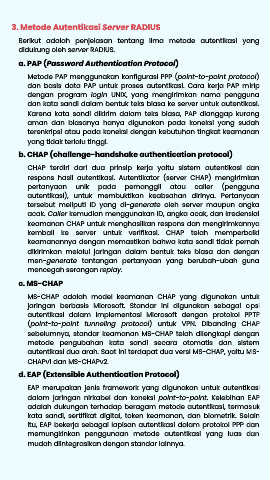 3. Metode Autentikasi Server RADIUS
Berikut adalah penjelasan tentang lima metode autentikasi yang
didukung oleh server RADIUS.
a. PAP (Password Authentication Protocol)
Metode PAP menggunakan konfigurasi PPP (point-to-point protocol)
dan basis data PAP untuk proses autentikasi. Cara kerja PAP mirip
dengan program login UNIX, yang mengirimkan nama pengguna
dan kata sandi dalam bentuk teks biasa ke server untuk autentikasi.
Karena kata sandi dikirim dalam teks biasa, PAP dianggap kurang
aman dan biasanya hanya digunakan pada koneksi yang sudah
terenkripsi atau pada koneksi dengan kebutuhan tingkat keamanan
yang tidak terlalu tinggi.
b. CHAP (challenge-handshake authentication protocol)
CHAP terdiri dari dua prinsip kerja yaitu sistem autentikasi dan
respons hasil autentikasi. Autentikator (server CHAP) mengirimkan
pertanyaan unik pada pemanggil atau caller (pengguna
autentikasi), untuk membuktikan keabsahan dirinya. Pertanyaan
tersebut meliputi ID yang di-generate oleh server maupun angka
acak. Caller kemudian menggunakan ID, angka acak, dan kredensial
keamanan CHAP untuk menghasilkan respons dan mengirimkannya
kembali ke server untuk verifikasi. CHAP telah memperbaiki
keamanannya dengan memastikan bahwa kata sandi tidak pernah
dikirimkan melalui jaringan dalam bentuk teks biasa dan dengan
men-generate tantangan pertanyaan yang berubah-ubah guna
mencegah serangan replay.
c. MS-CHAP
MS-CHAP adalah model keamanan CHAP yang digunakan untuk
jaringan berbasis Microsoft. Standar ini digunakan sebagai opsi
autentikasi dalam implementasi Microsoft dengan protokol PPTP
(point-to-point tunneling protocol) untuk VPN. Dibanding CHAP
sebelumnya, standar keamanan MS-CHAP telah dilengkapi dengan
metode pengubahan kata sandi secara otomatis dan sistem
autentikasi dua arah. Saat ini terdapat dua versi MS-CHAP, yaitu MS-
CHAPv1 dan MS-CHAPv2.
d. EAP (Extensible Authentication Protocol)
EAP merupakan jenis framework yang digunakan untuk autentikasi
dalam jaringan nirkabel dan koneksi point-to-point. Kelebihan EAP
adalah dukungan terhadap beragam metode autentikasi, termasuk
kata sandi, sertifikat digital, token keamanan, dan biometrik. Selain
itu, EAP bekerja sebagai lapisan autentikasi dalam protokol PPP dan
memungkinkan penggunaan metode autentikasi yang luas dan
mudah diintegrasikan dengan standar lainnya.